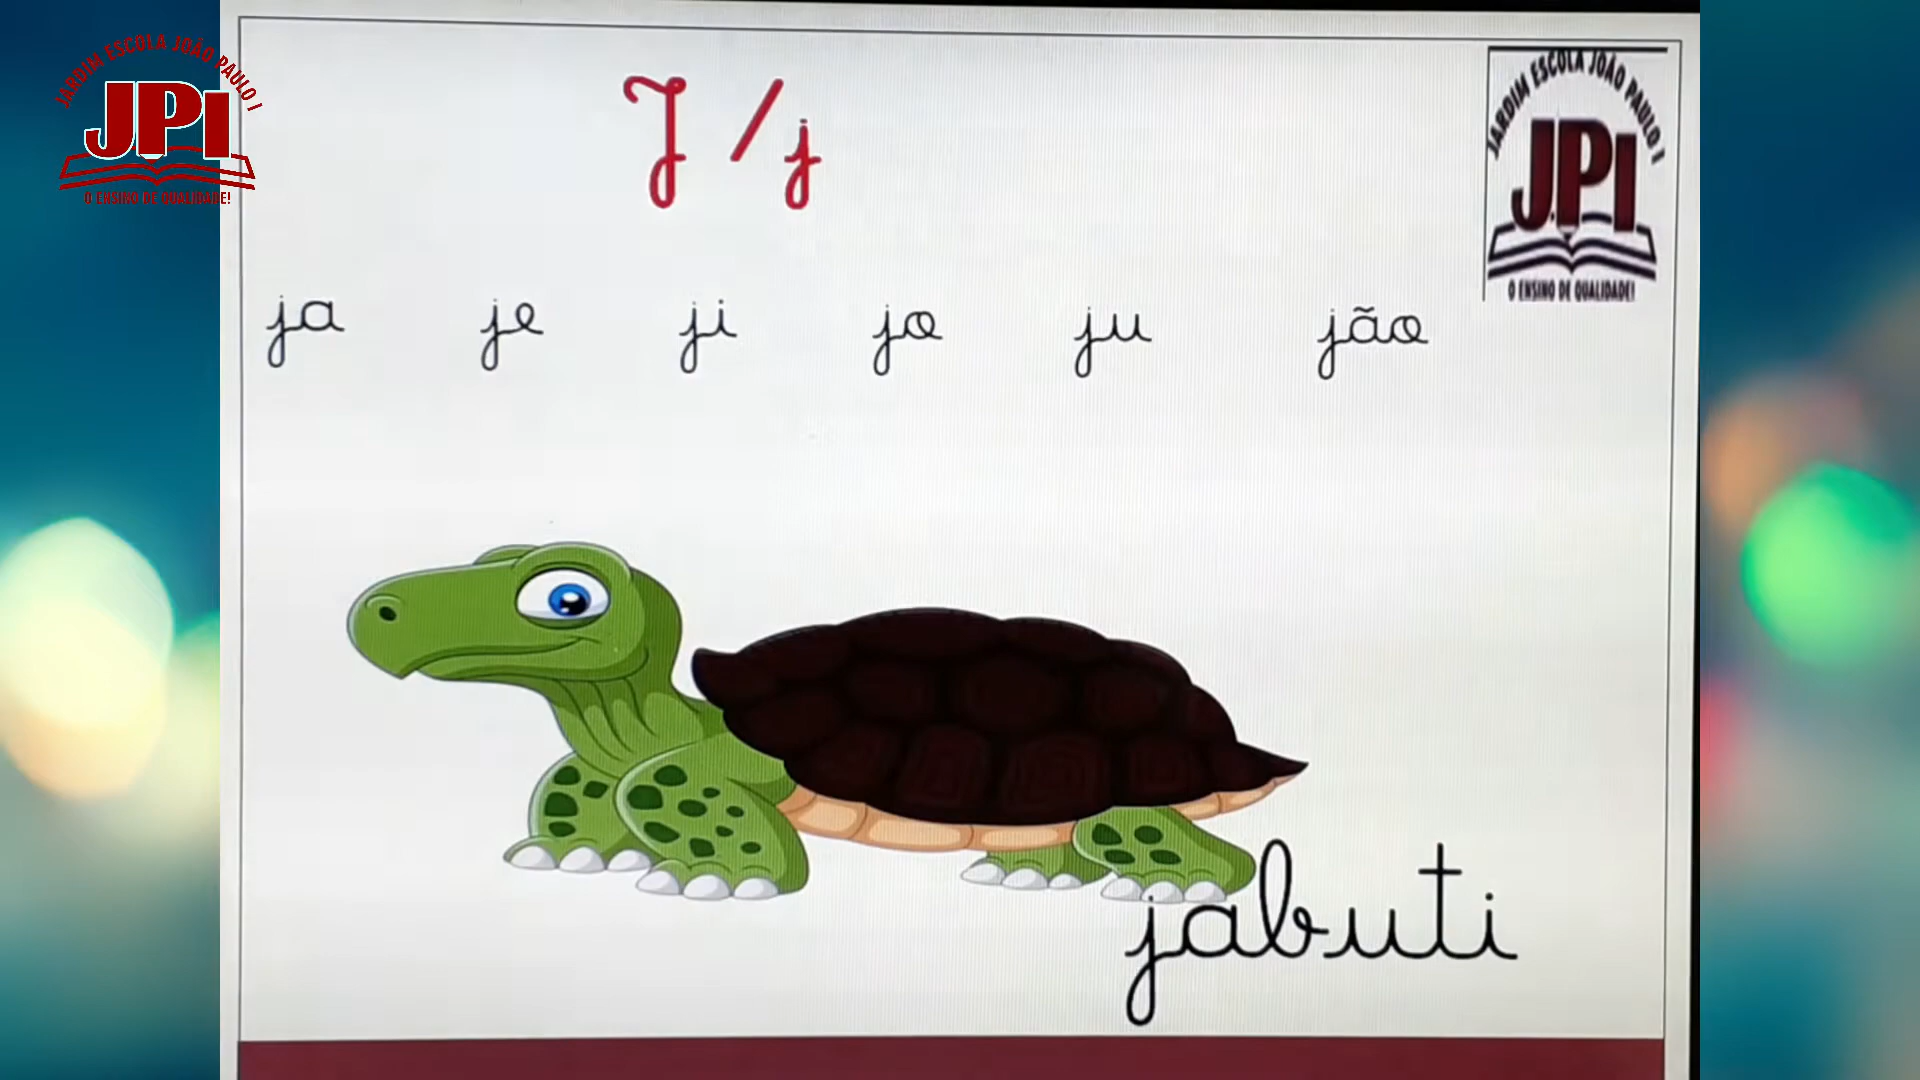 JARDIM ESCOLA JOÃO PAULO I
JPI
O ENSINO DE QUALIDADE!
J / j
JARDIM ESCOLA JOÃO PAULO I
J.P.I
O ENSINO DE QUALIDADE!
ja je ji jo ju jão
jabuti